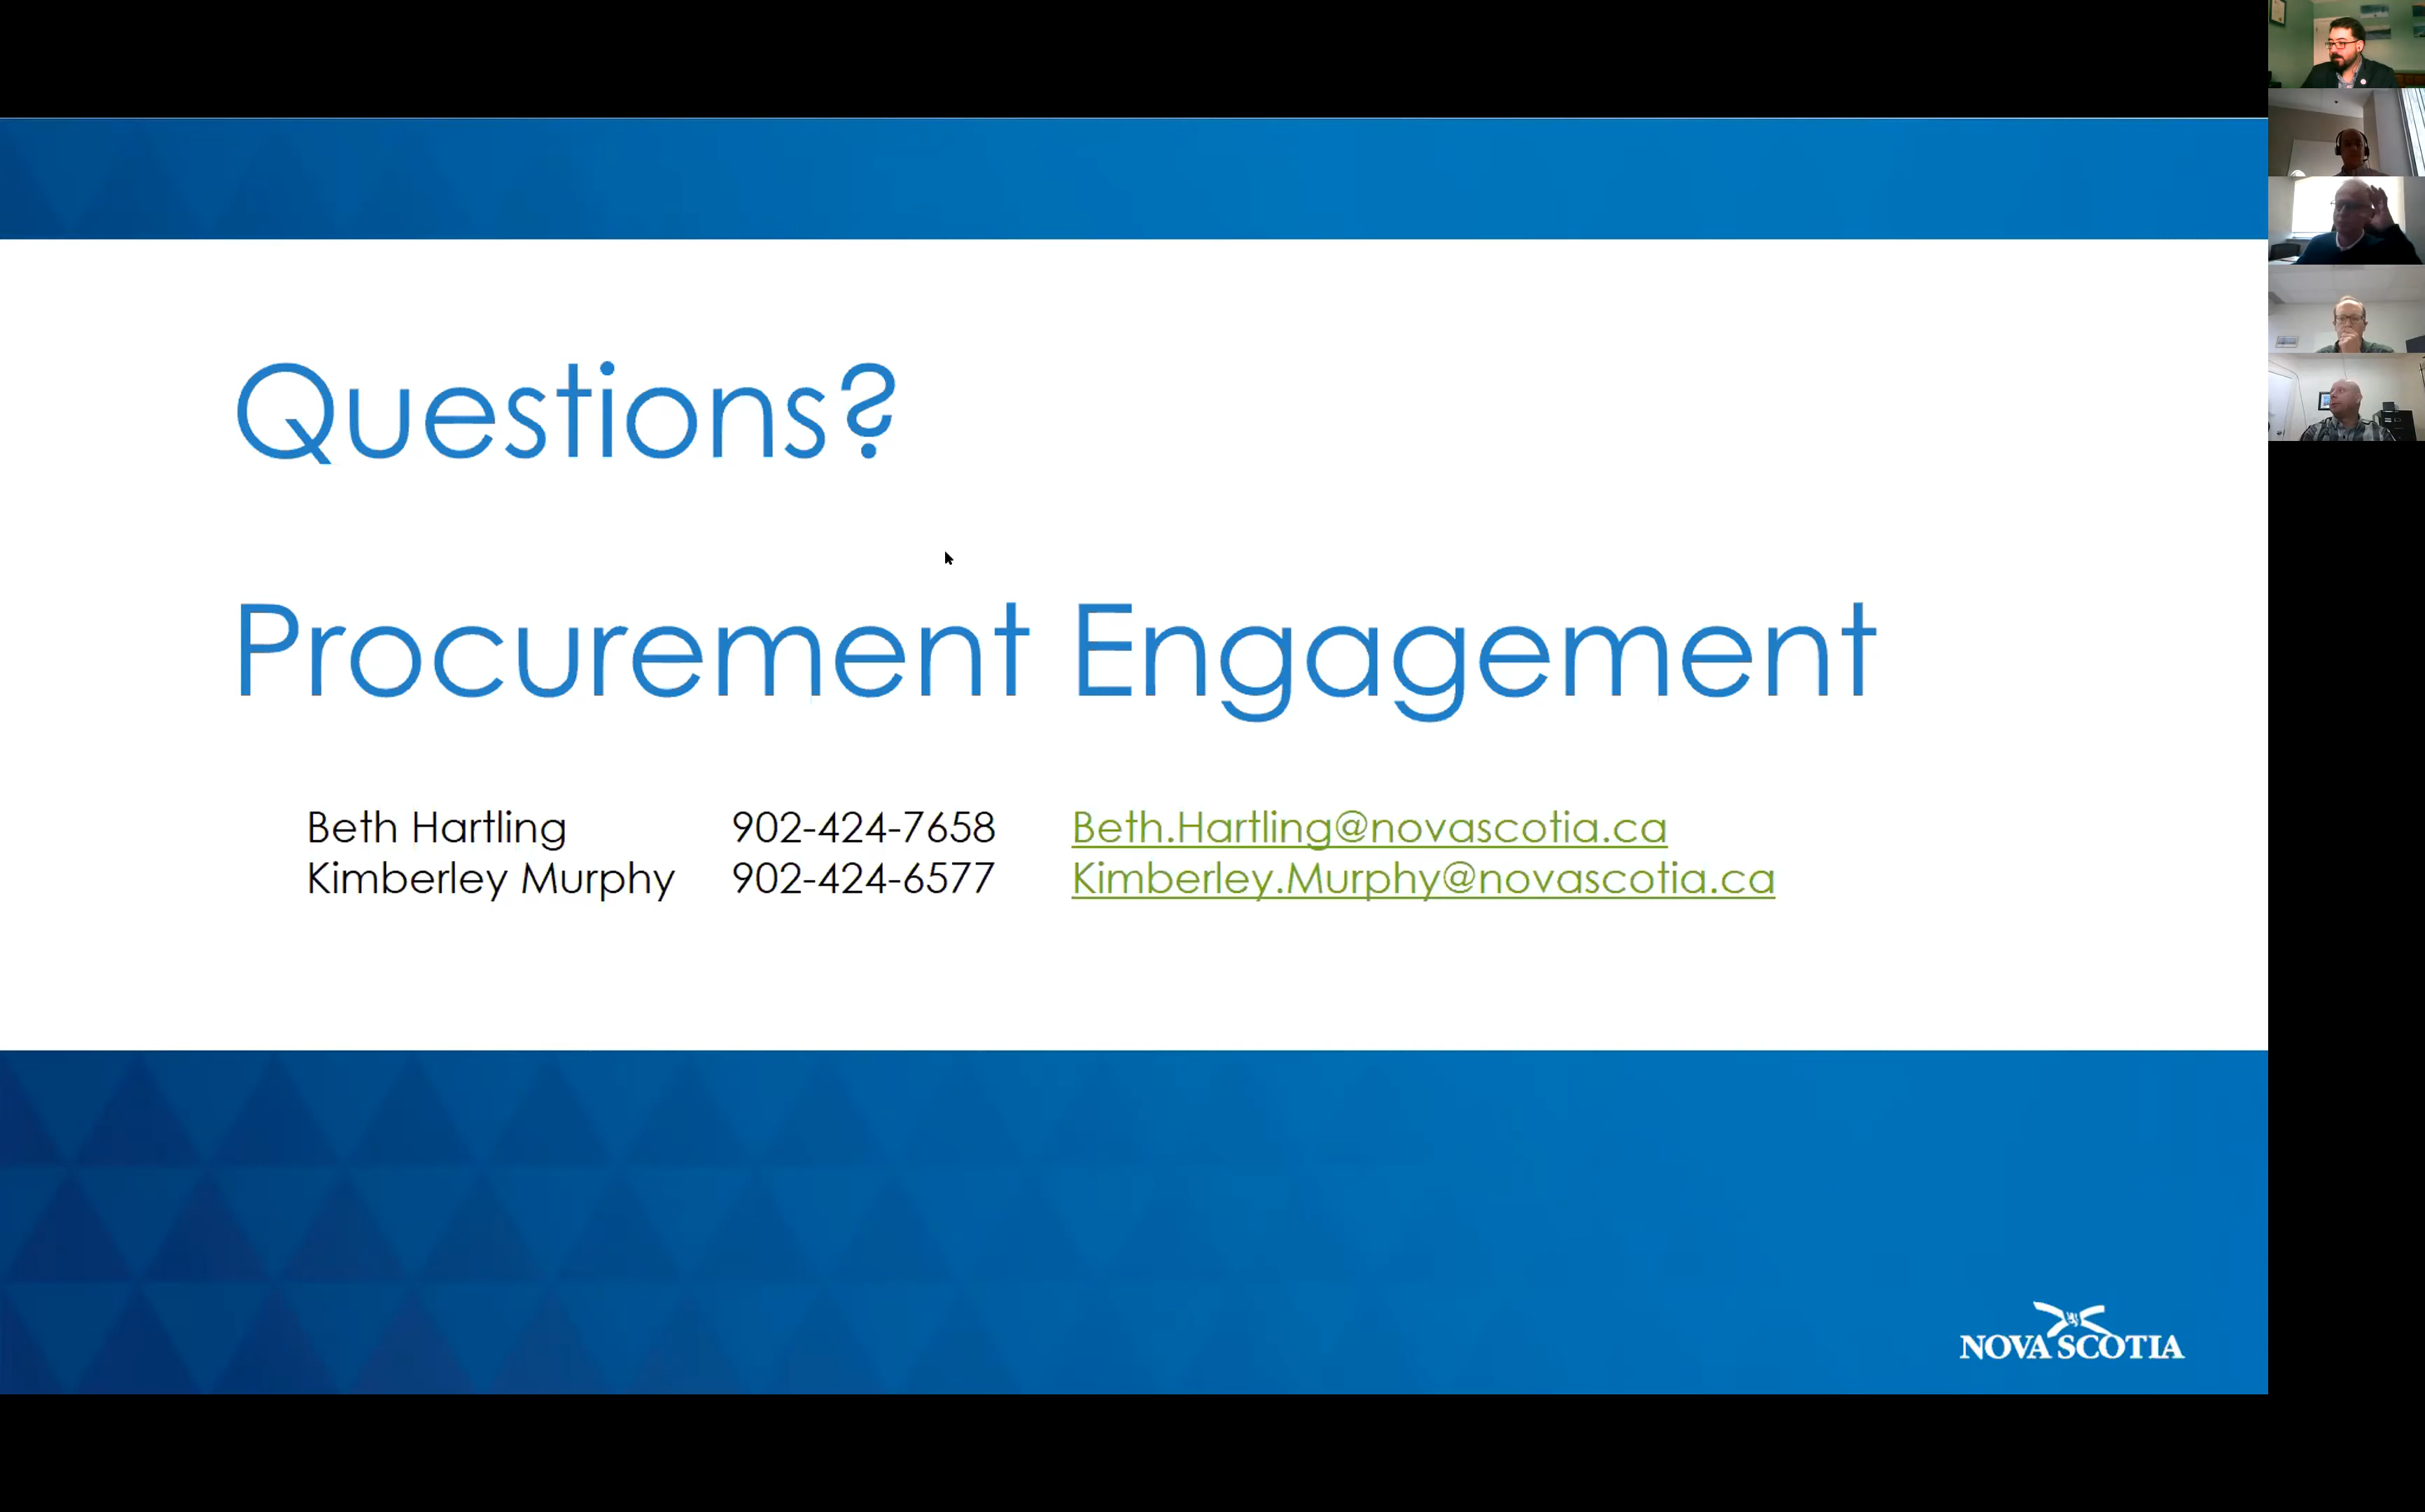 Questions?
Procurement Engagement
Beth Hartling 902-424-7658 Beth.Hartling@novascotia.ca
Kimberley Murphy 902-424-6577 Kimberley.Murphy@novascotia.ca
NOVA SCOTIA